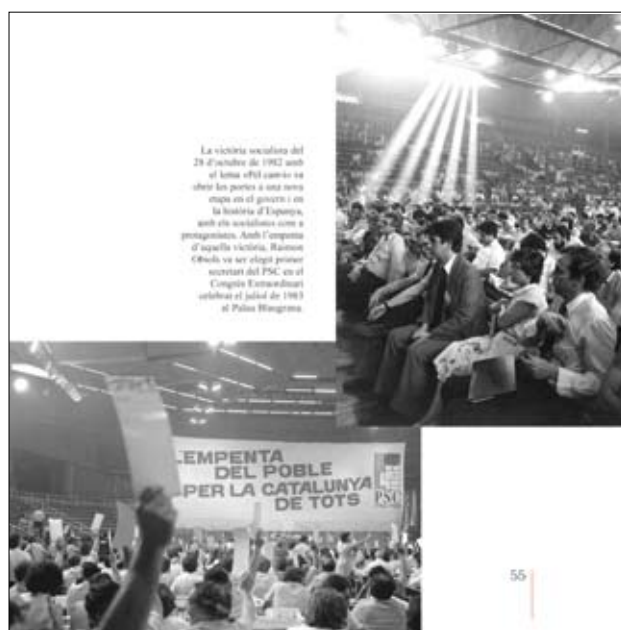 La victòria socialista del
28 d'octubre de 1982 amb
el lema «Pel canvi» va
obrir les portes a una nova
etapa en el govern i en
la història d'Espanya,
amb els socialistes com a
protagonistes. Amb l'empenta
d'aquella victòria, Raimon
Obiols va ser elegit primer
secretari del PSC en el
Congrés Extraordinari
celebrat el juliol de 1983
al Palau Blaugrana.
L'EMPENTA
DEL POBLE
PER LA CATALUNYA
DE TOTS
PSC
55